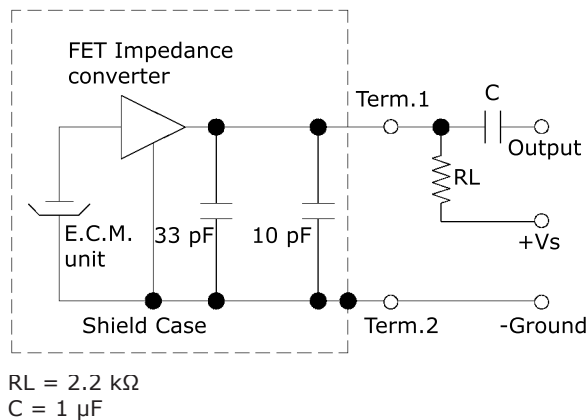 FET Impedance
converter
Term.1
C
Output
RL
+Vs
E.C.M.
unit
33 pF
10 pF
Shield Case
Term.2
-Ground
RL = 2.2 kΩ
C = 1 µF